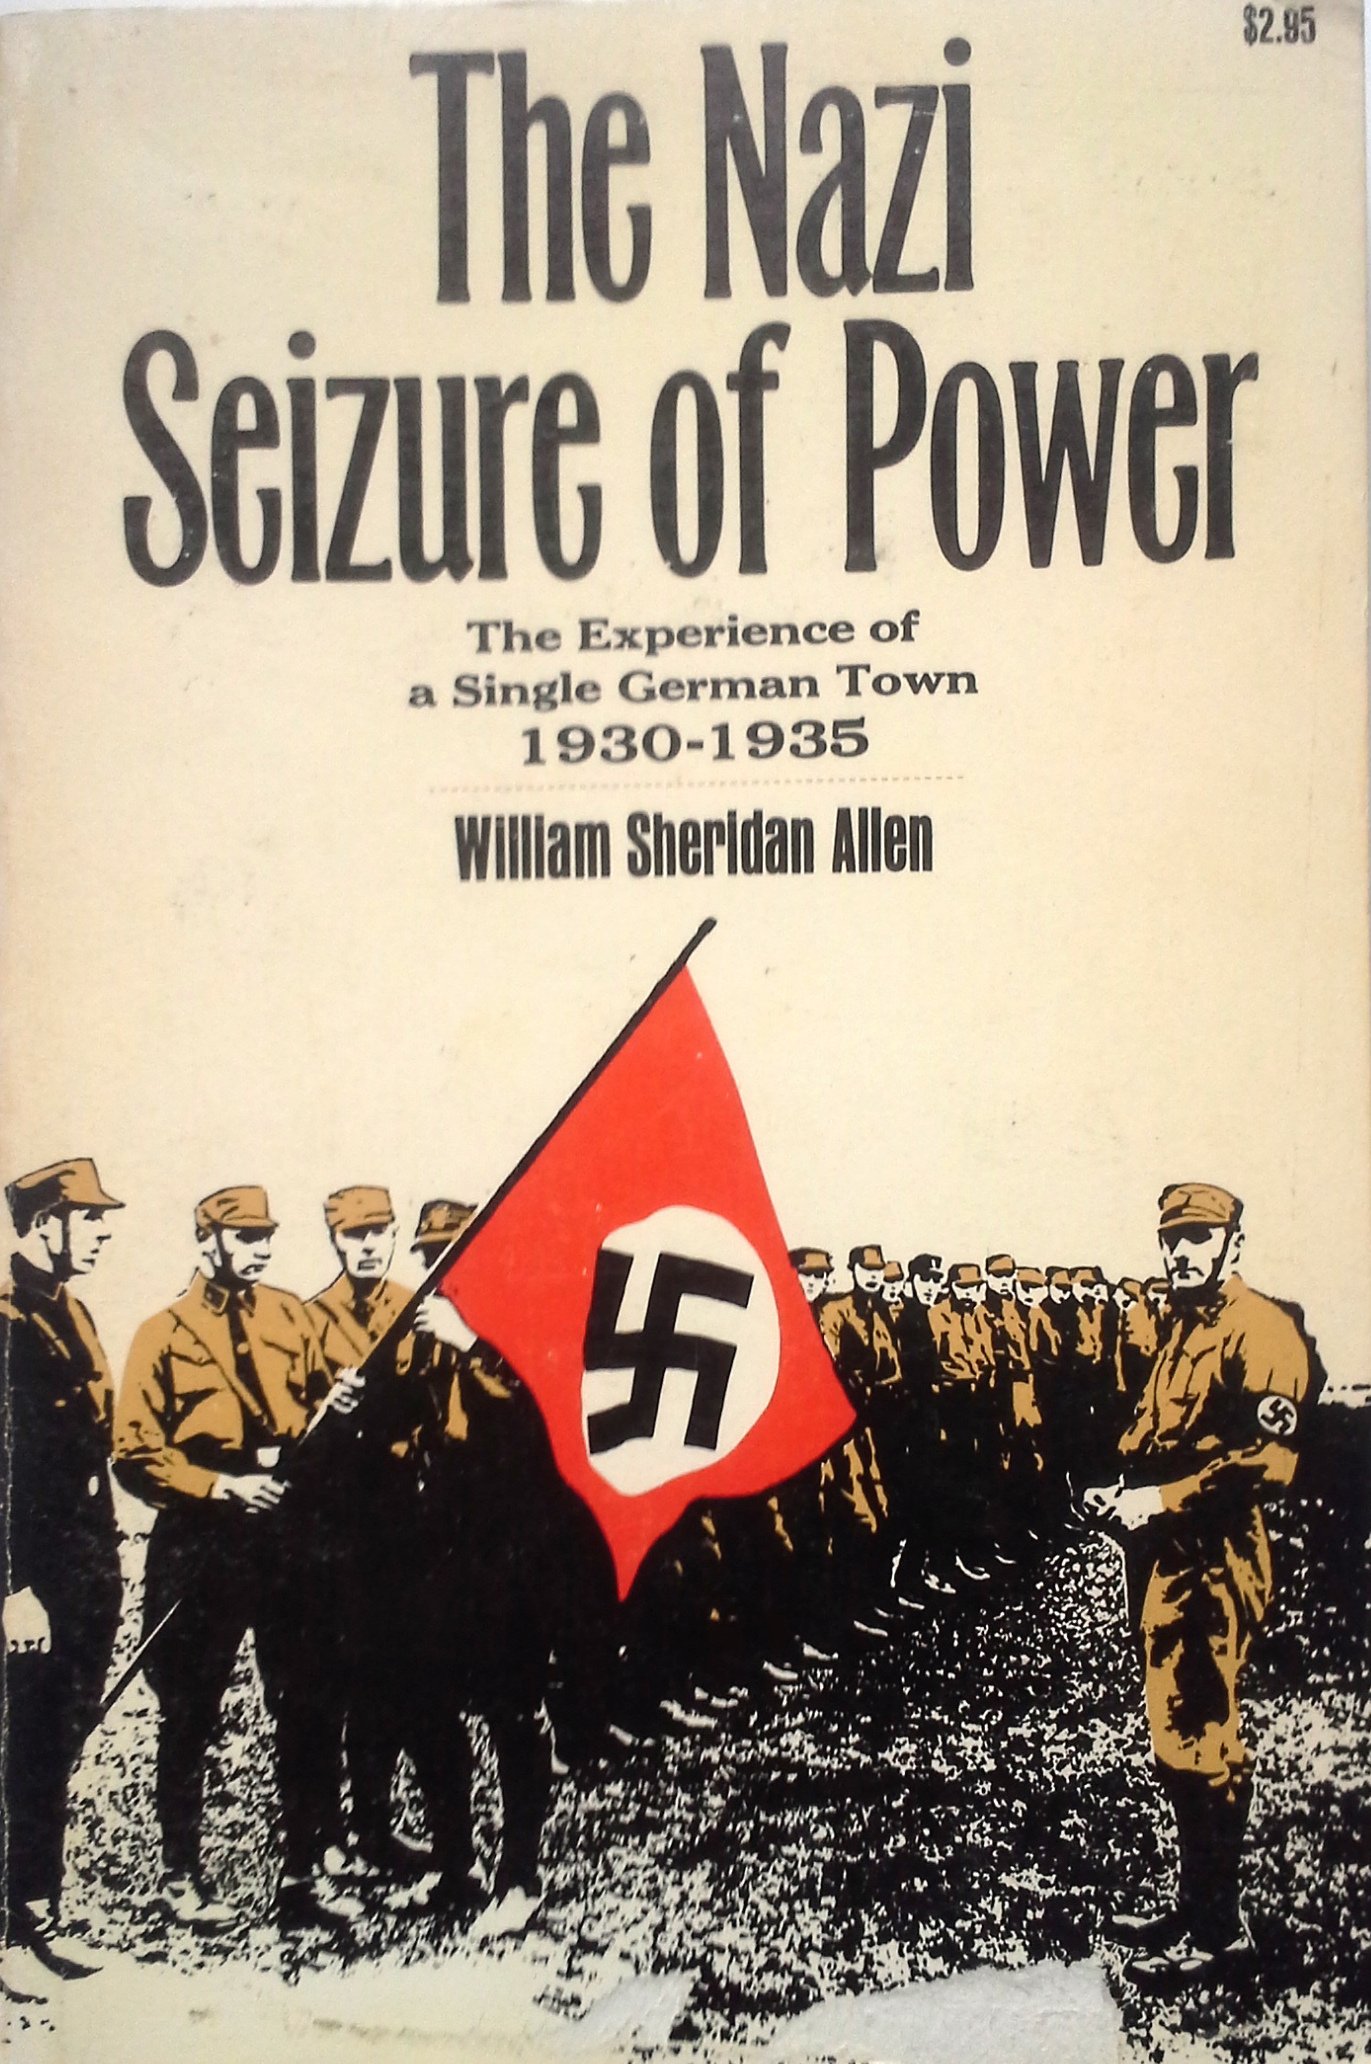 $2.95
The Nazi
Seizure of Power
The Experience of
a Single German Town
1930-1935
William Sheridan Allen